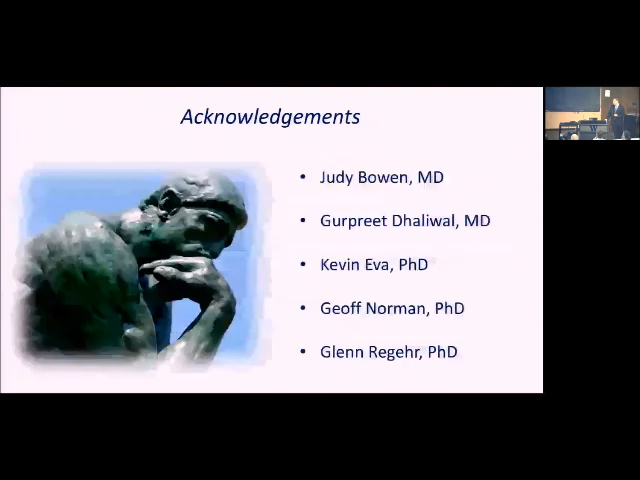 Acknowledgements
• Judy Bowen, MD
• Gurpreet Dhaliwal, MD
• Kevin Eva, PhD
• Geoff Norman, PhD
• Glenn Regehr, PhD